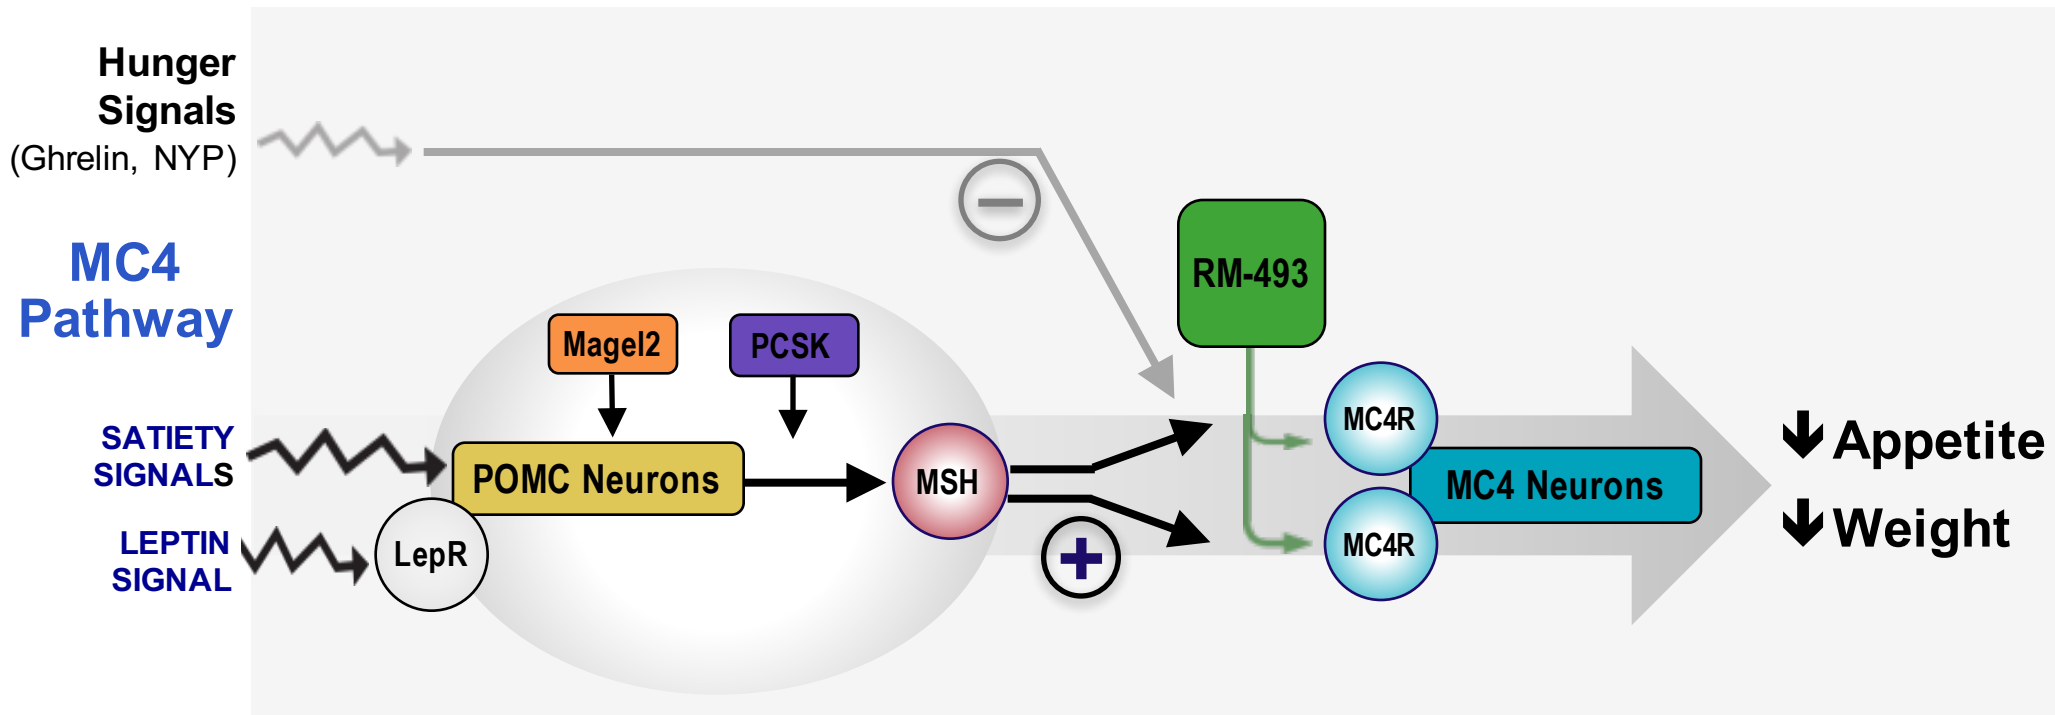 Hunger
Signals
(Ghrelin, NYP)
MC4
Pathway
SATIETY
SIGNALS
LEPTIN
SIGNAL
Magel2
PCSK
POMC Neurons
LepR
MSH
RM-493
MC4R
MC4R
MC4 Neurons
Appetite
Weight